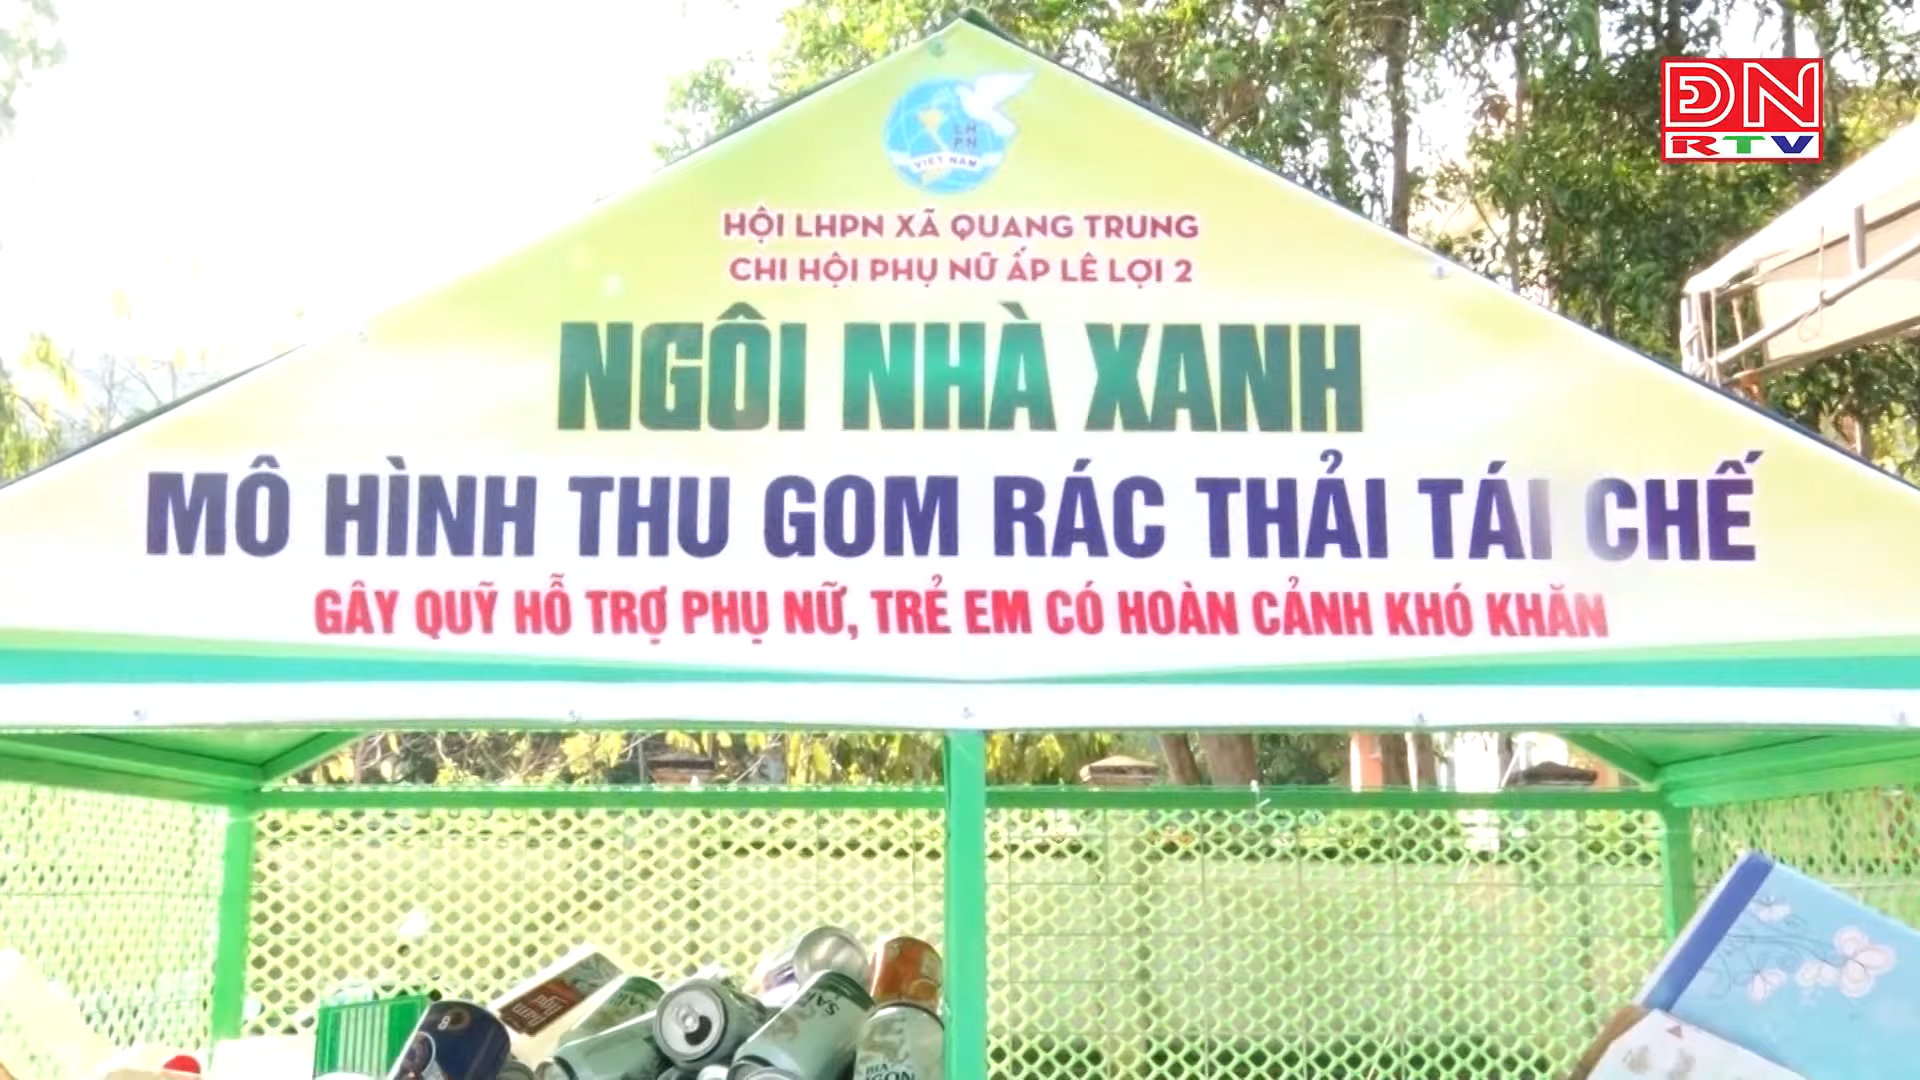 ĐN
RTV
LH
PN
VIỆT NAM
HỘI LHPN XÃ QUANG TRUNG
CHI HỘI PHỤ NỮ ẤP LÊ LỢI 2
NGÔI NHÀ XANH
MÔ HÌNH THU GOM RÁC THẢI TÁI CHẾ
GÂY QUỸ HỖ TRỢ PHỤ NỮ, TRẺ EM CÓ HOÀN CẢNH KHÓ KHĂN